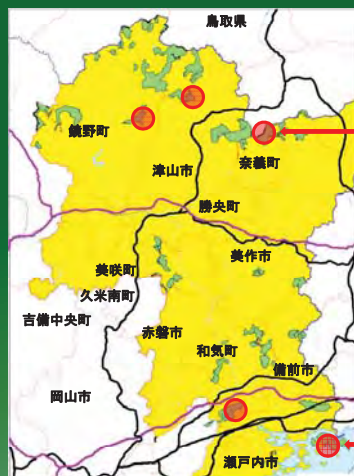 鳥取県
鏡野町
奈義町
津山市
勝央町
美咲町
美作市
久米南町
吉備中央町
赤磐市
和気町
備前市
岡山市
瀬戸内市